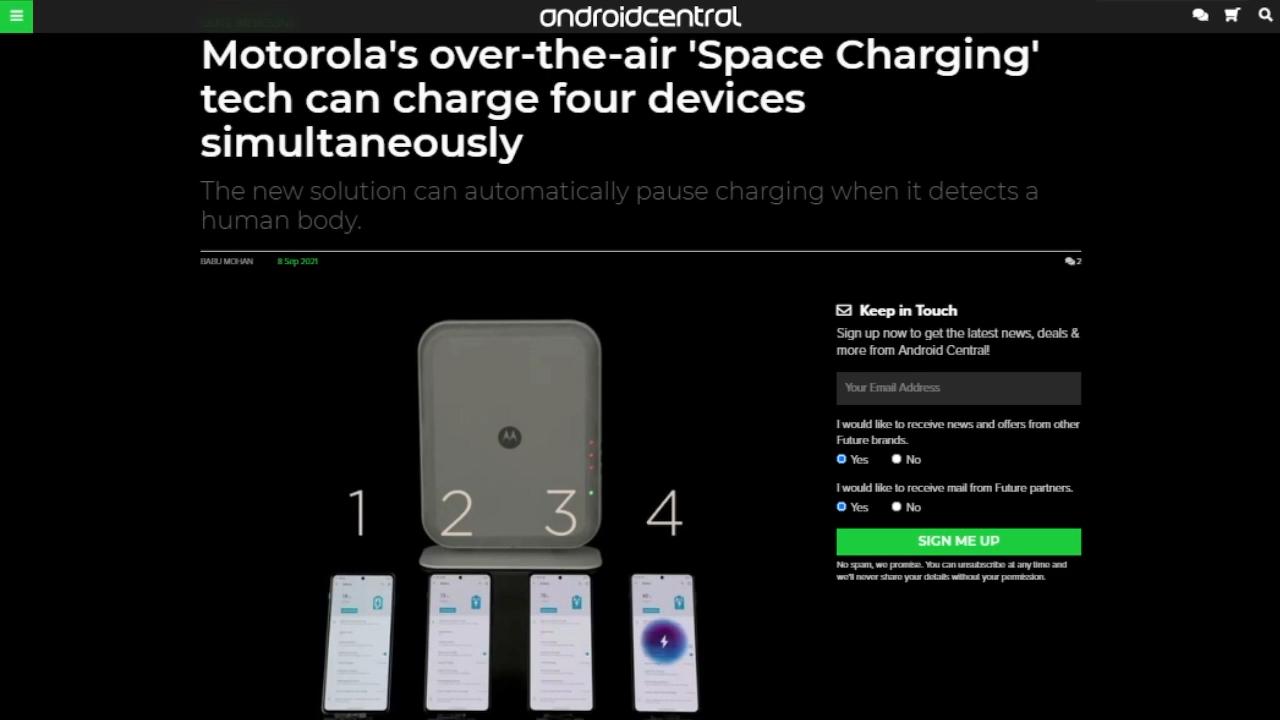 androidcentral
Motorola's over-the-air 'Space Charging'
tech can charge four devices
simultaneously
The new solution can automatically pause charging when it detects a
human body.
BABU MOHAN 8 Sep 2021 2
Keep in Touch
Sign up now to get the latest news, deals &
more from Android Central!
Your Email Address
I would like to receive news and offers from other
Future brands.
Yes No
I would like to receive mail from Future partners.
Yes No
SIGN ME UP
No spam, we promise. You can unsubscribe at any time and
we'll never share your details without your permission.
1 2 3 4